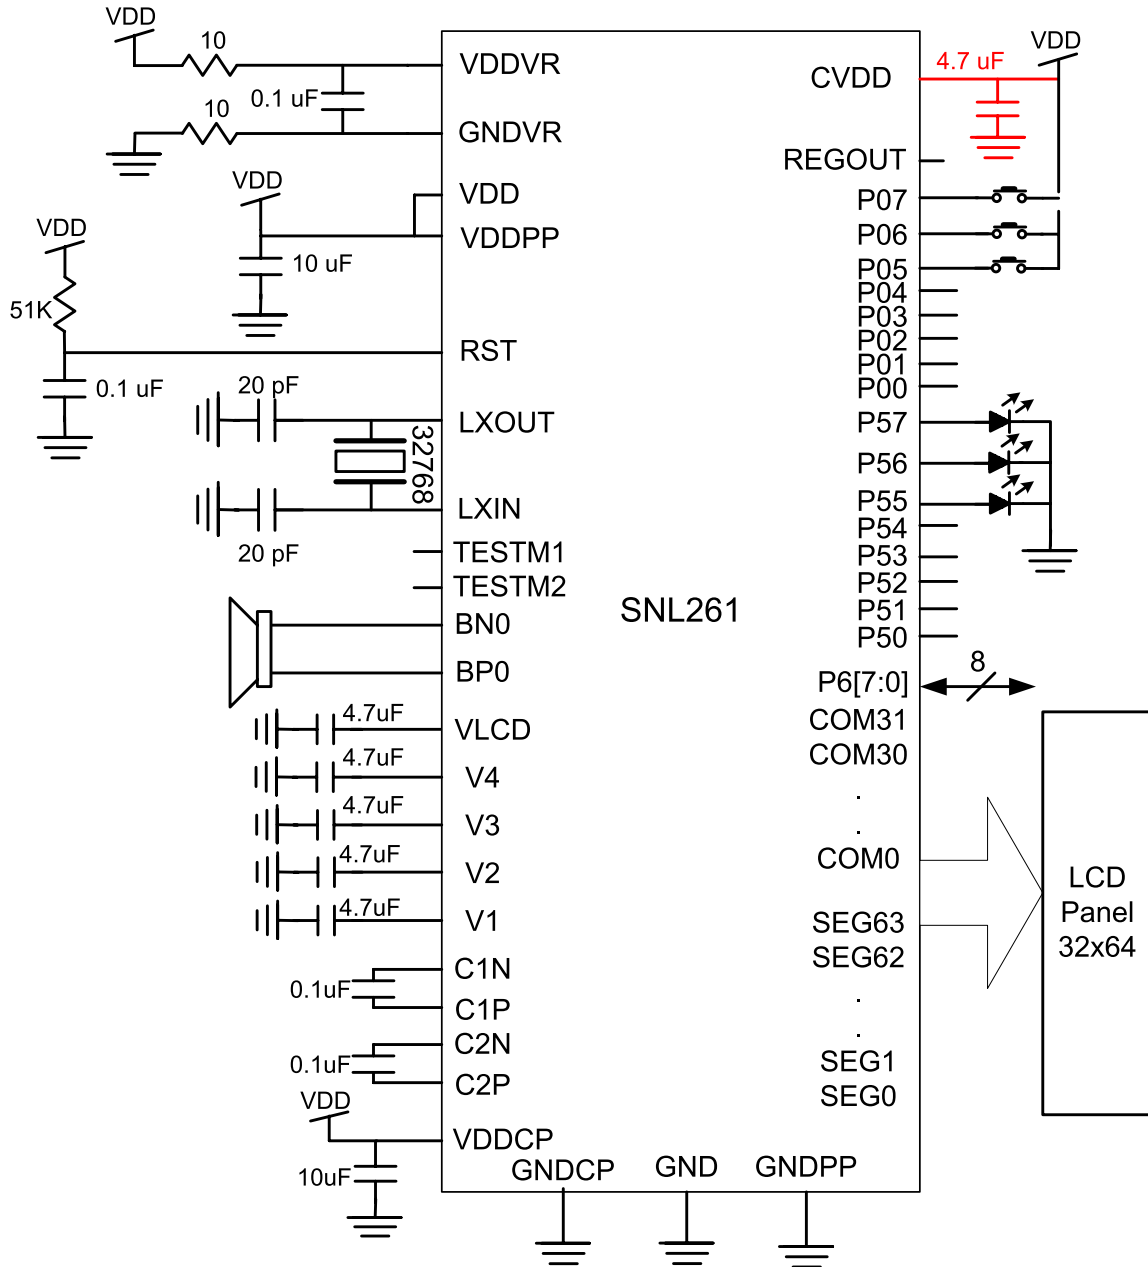 VDD
10
VDDVR
0.1 uF
10
GNDVR
VDD
VDD
VDDPP
10 uF
VDD
51K
RST
0.1 uF
20 pF
LXOUT
32768
LXIN
20 pF
TESTM1
TESTM2
BN0
BP0
4.7uF
VLCD
4.7uF
V4
4.7uF
V3
4.7uF
V2
4.7uF
V1
C1N
0.1uF
C1P
C2N
0.1uF
C2P
VDD
VDDCP
10uF
GNDCP
GND
GNDPP
SNL261
VDD
4.7 uF
CVDD
REGOUT
P07
P06
P05
P04
P03
P02
P01
P00
P57
P56
P55
P54
P53
P52
P51
P50
8
P6[7:0]
COM31
COM30
.
.
COM0
SEG63
SEG62
.
.
SEG1
SEG0
LCD
Panel
32x64